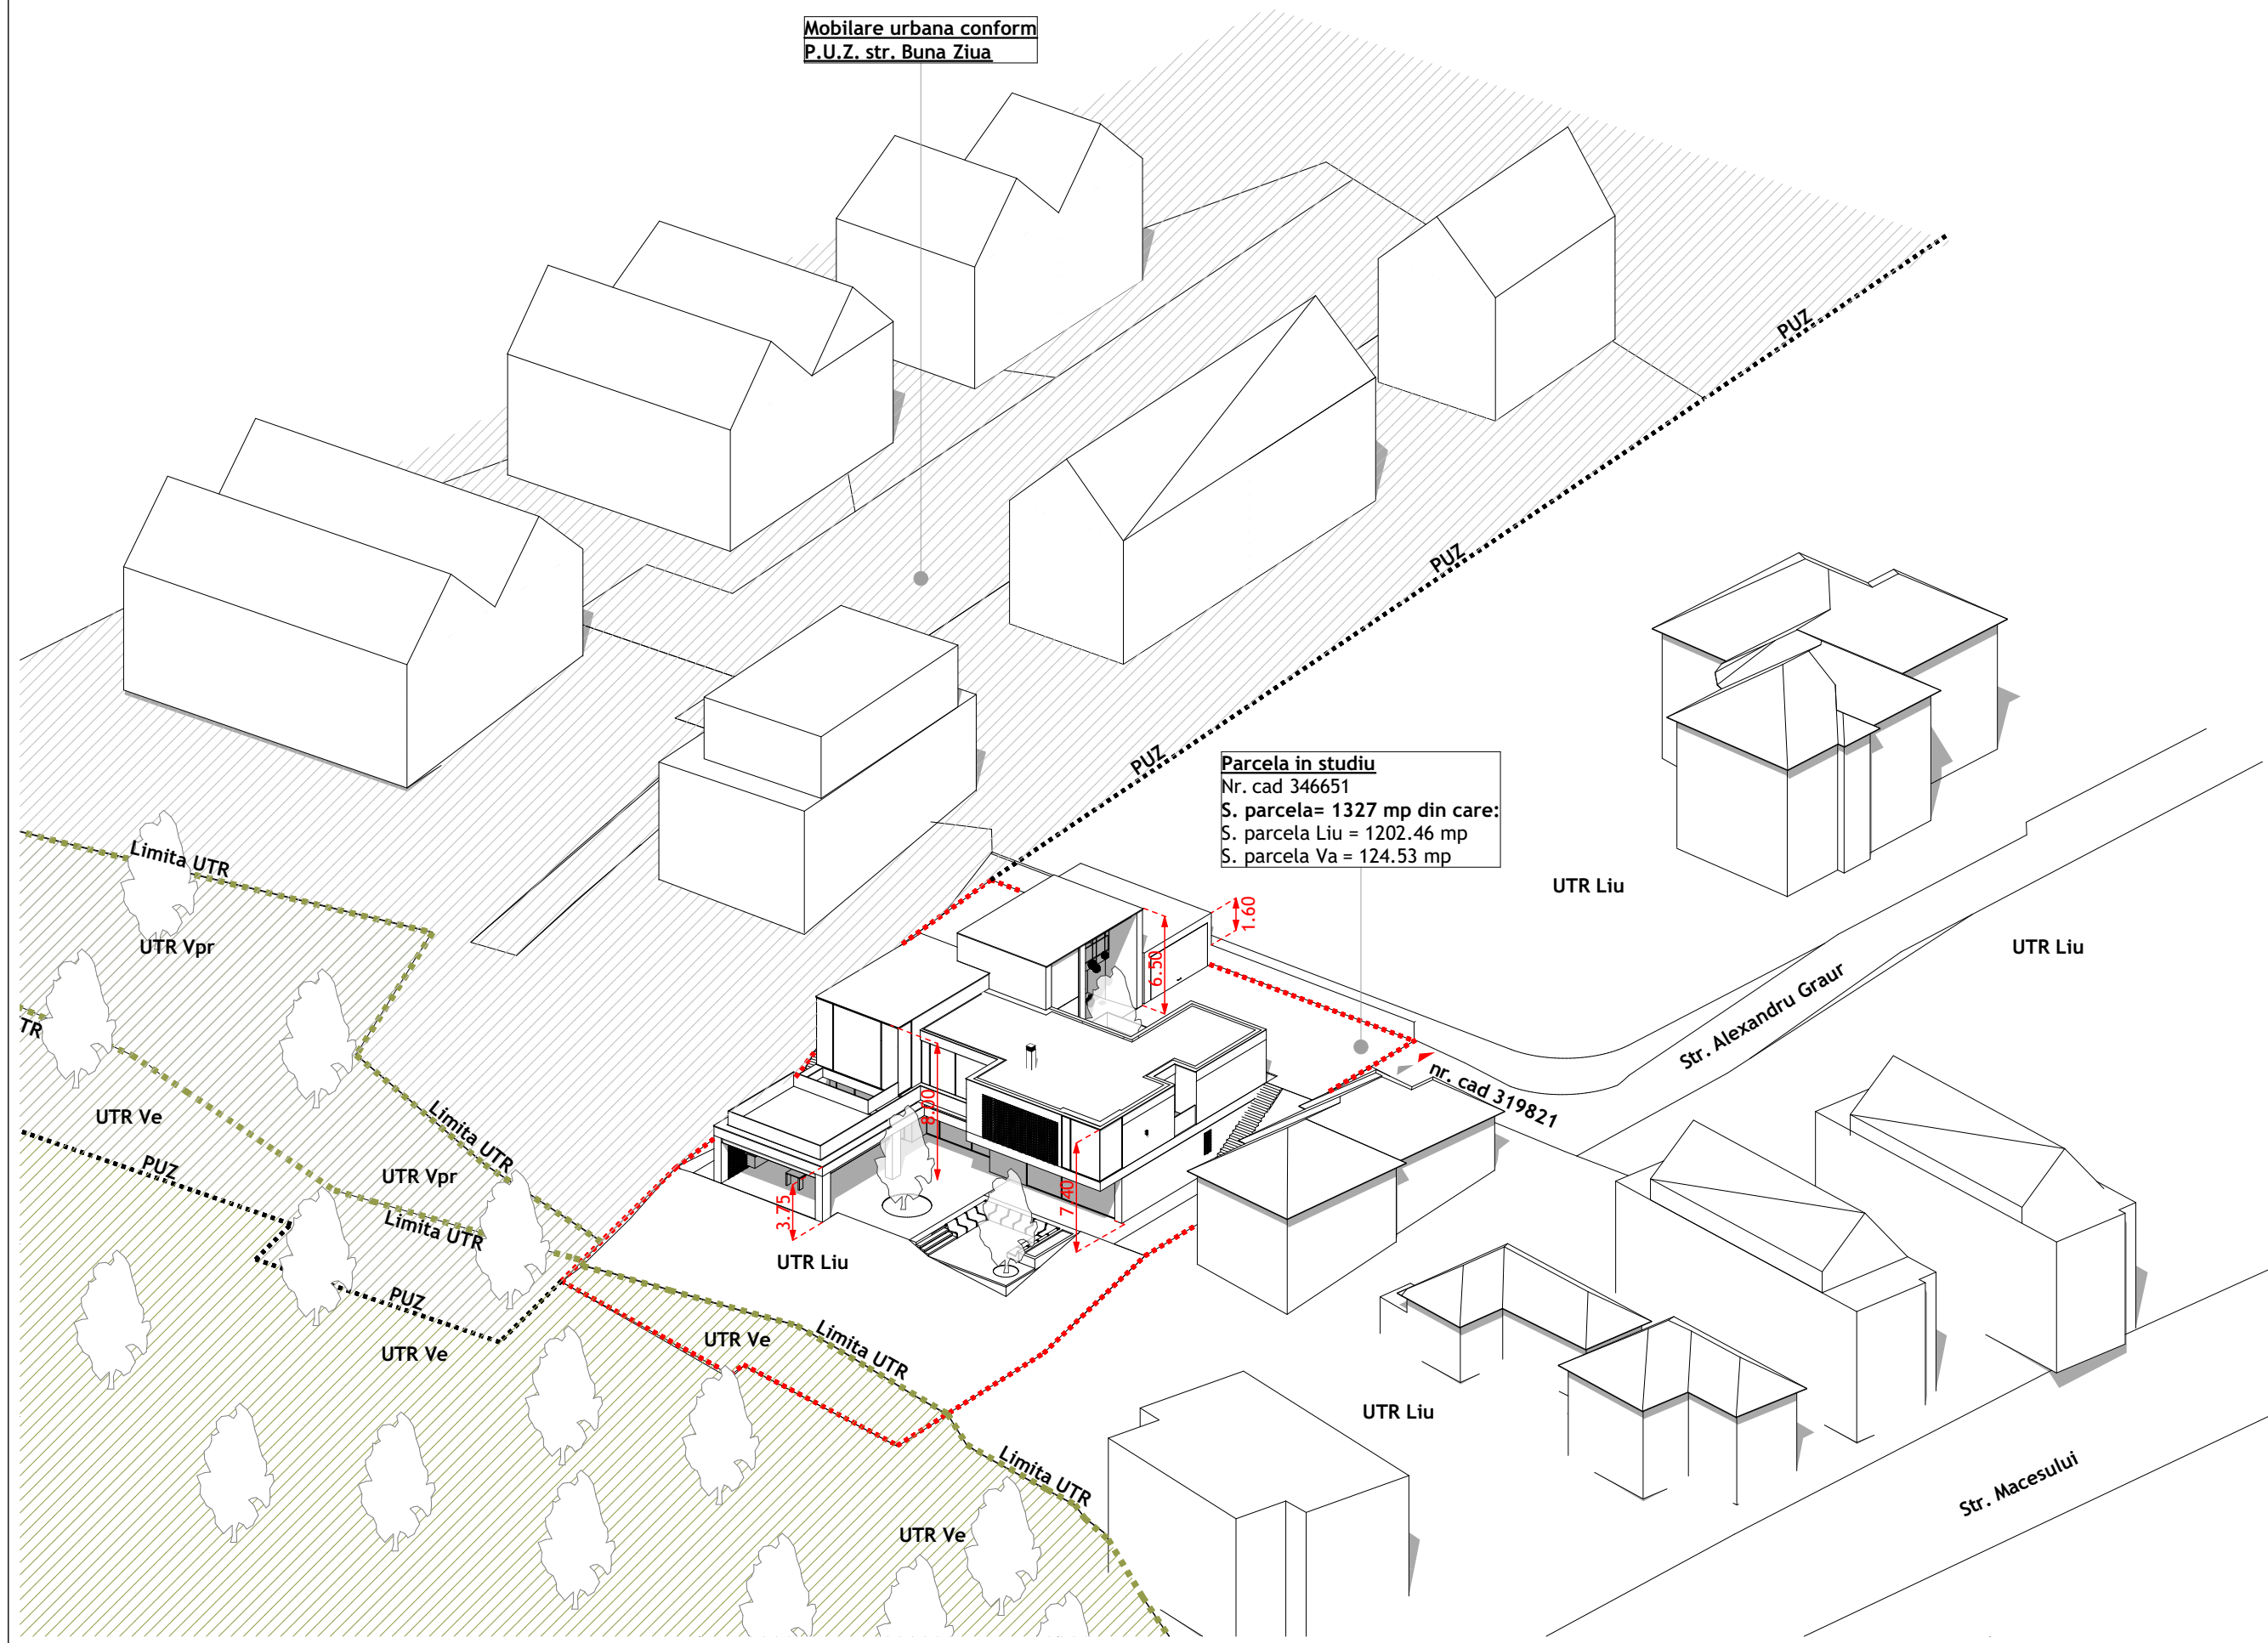 Mobilare urbana conform
P.U.Z. str. Buna Ziua
PUZ
PUZ
PUZ
Parcela in studiu
Nr. cad 346651
S. parcela= 1327 mp din care:
S. parcela Liu = 1202.46 mp
S. parcela Va = 124.53 mp
Limita UTR
UTR Liu
1.60
UTR Vpr
UTR Liu
6.50
TR
Str. Alexandru Graur
nr. cad 319821
UTR Ve
Limita UTR
8.00
PUZ
UTR Vpr
3.75
7.40
Limita UTR
UTR Liu
PUZ
UTR Ve
UTR Ve
Limita UTR
UTR Liu
Limita UTR
Str. Macesului
UTR Ve